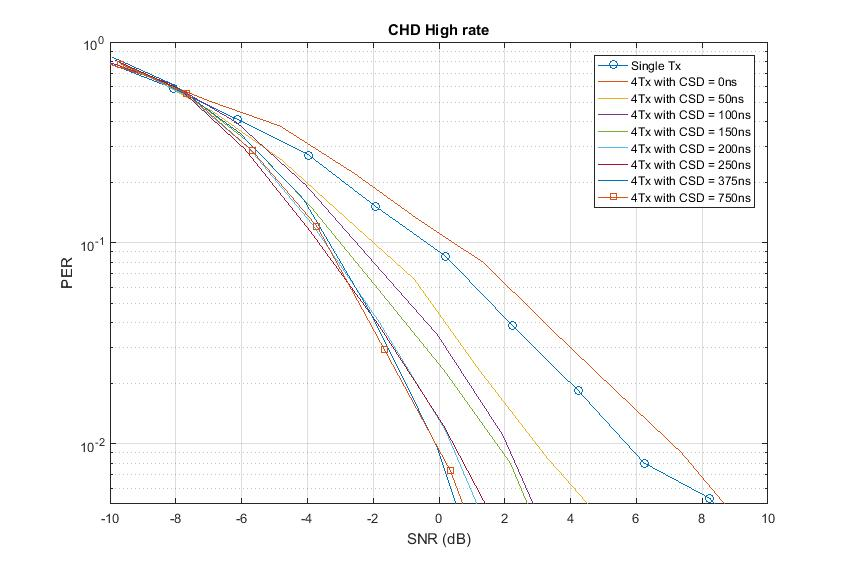 CHD High rate
10^0
Single Tx
4Tx with CSD = 0ns
4Tx with CSD = 50ns
4Tx with CSD = 100ns
4Tx with CSD = 150ns
4Tx with CSD = 200ns
4Tx with CSD = 250ns
4Tx with CSD = 375ns
4Tx with CSD = 750ns
10^-1
PER
10^-2
-10 -8 -6 -4 -2 0 2 4 6 8 10
SNR (dB)